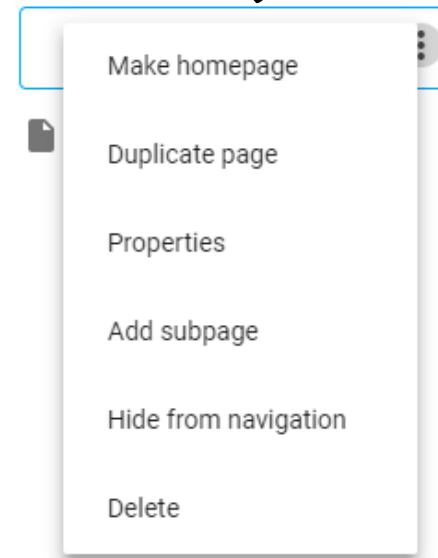 Make homepage
Duplicate page
Properties
Add subpage
Hide from navigation
Delete